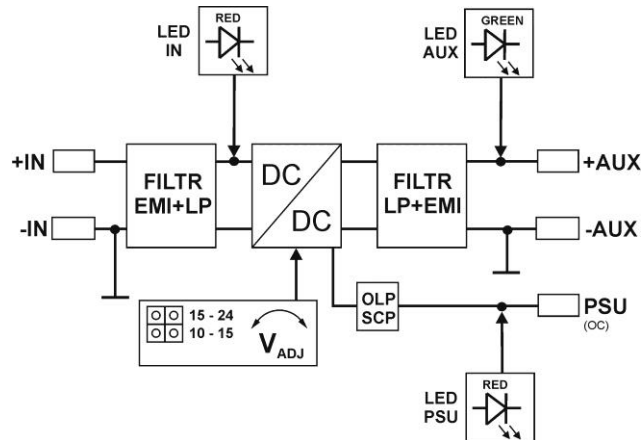 LED
IN
RED
LED
AUX
GREEN
+IN
-IN
FILTR
EMI+LP
DC
DC
FILTR
LP+EMI
+AUX
-AUX
15 - 24
10 - 15
VADJ
OLP
SCP
PSU
(OC)
LED
PSU
RED